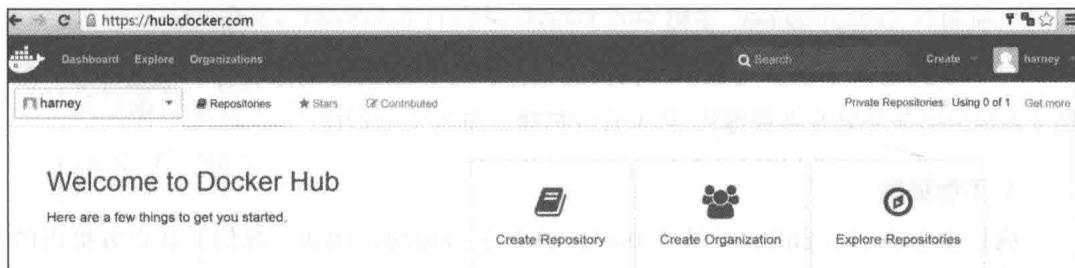 https://hub.docker.com
Dashboard Explore Organizations Search Create harney
harney Repositories Stars Contributed Private Repositories: Using 0 of 1 Get more
Welcome to Docker Hub
Here are a few things to get you started.
Create Repository Create Organization Explore Repositories